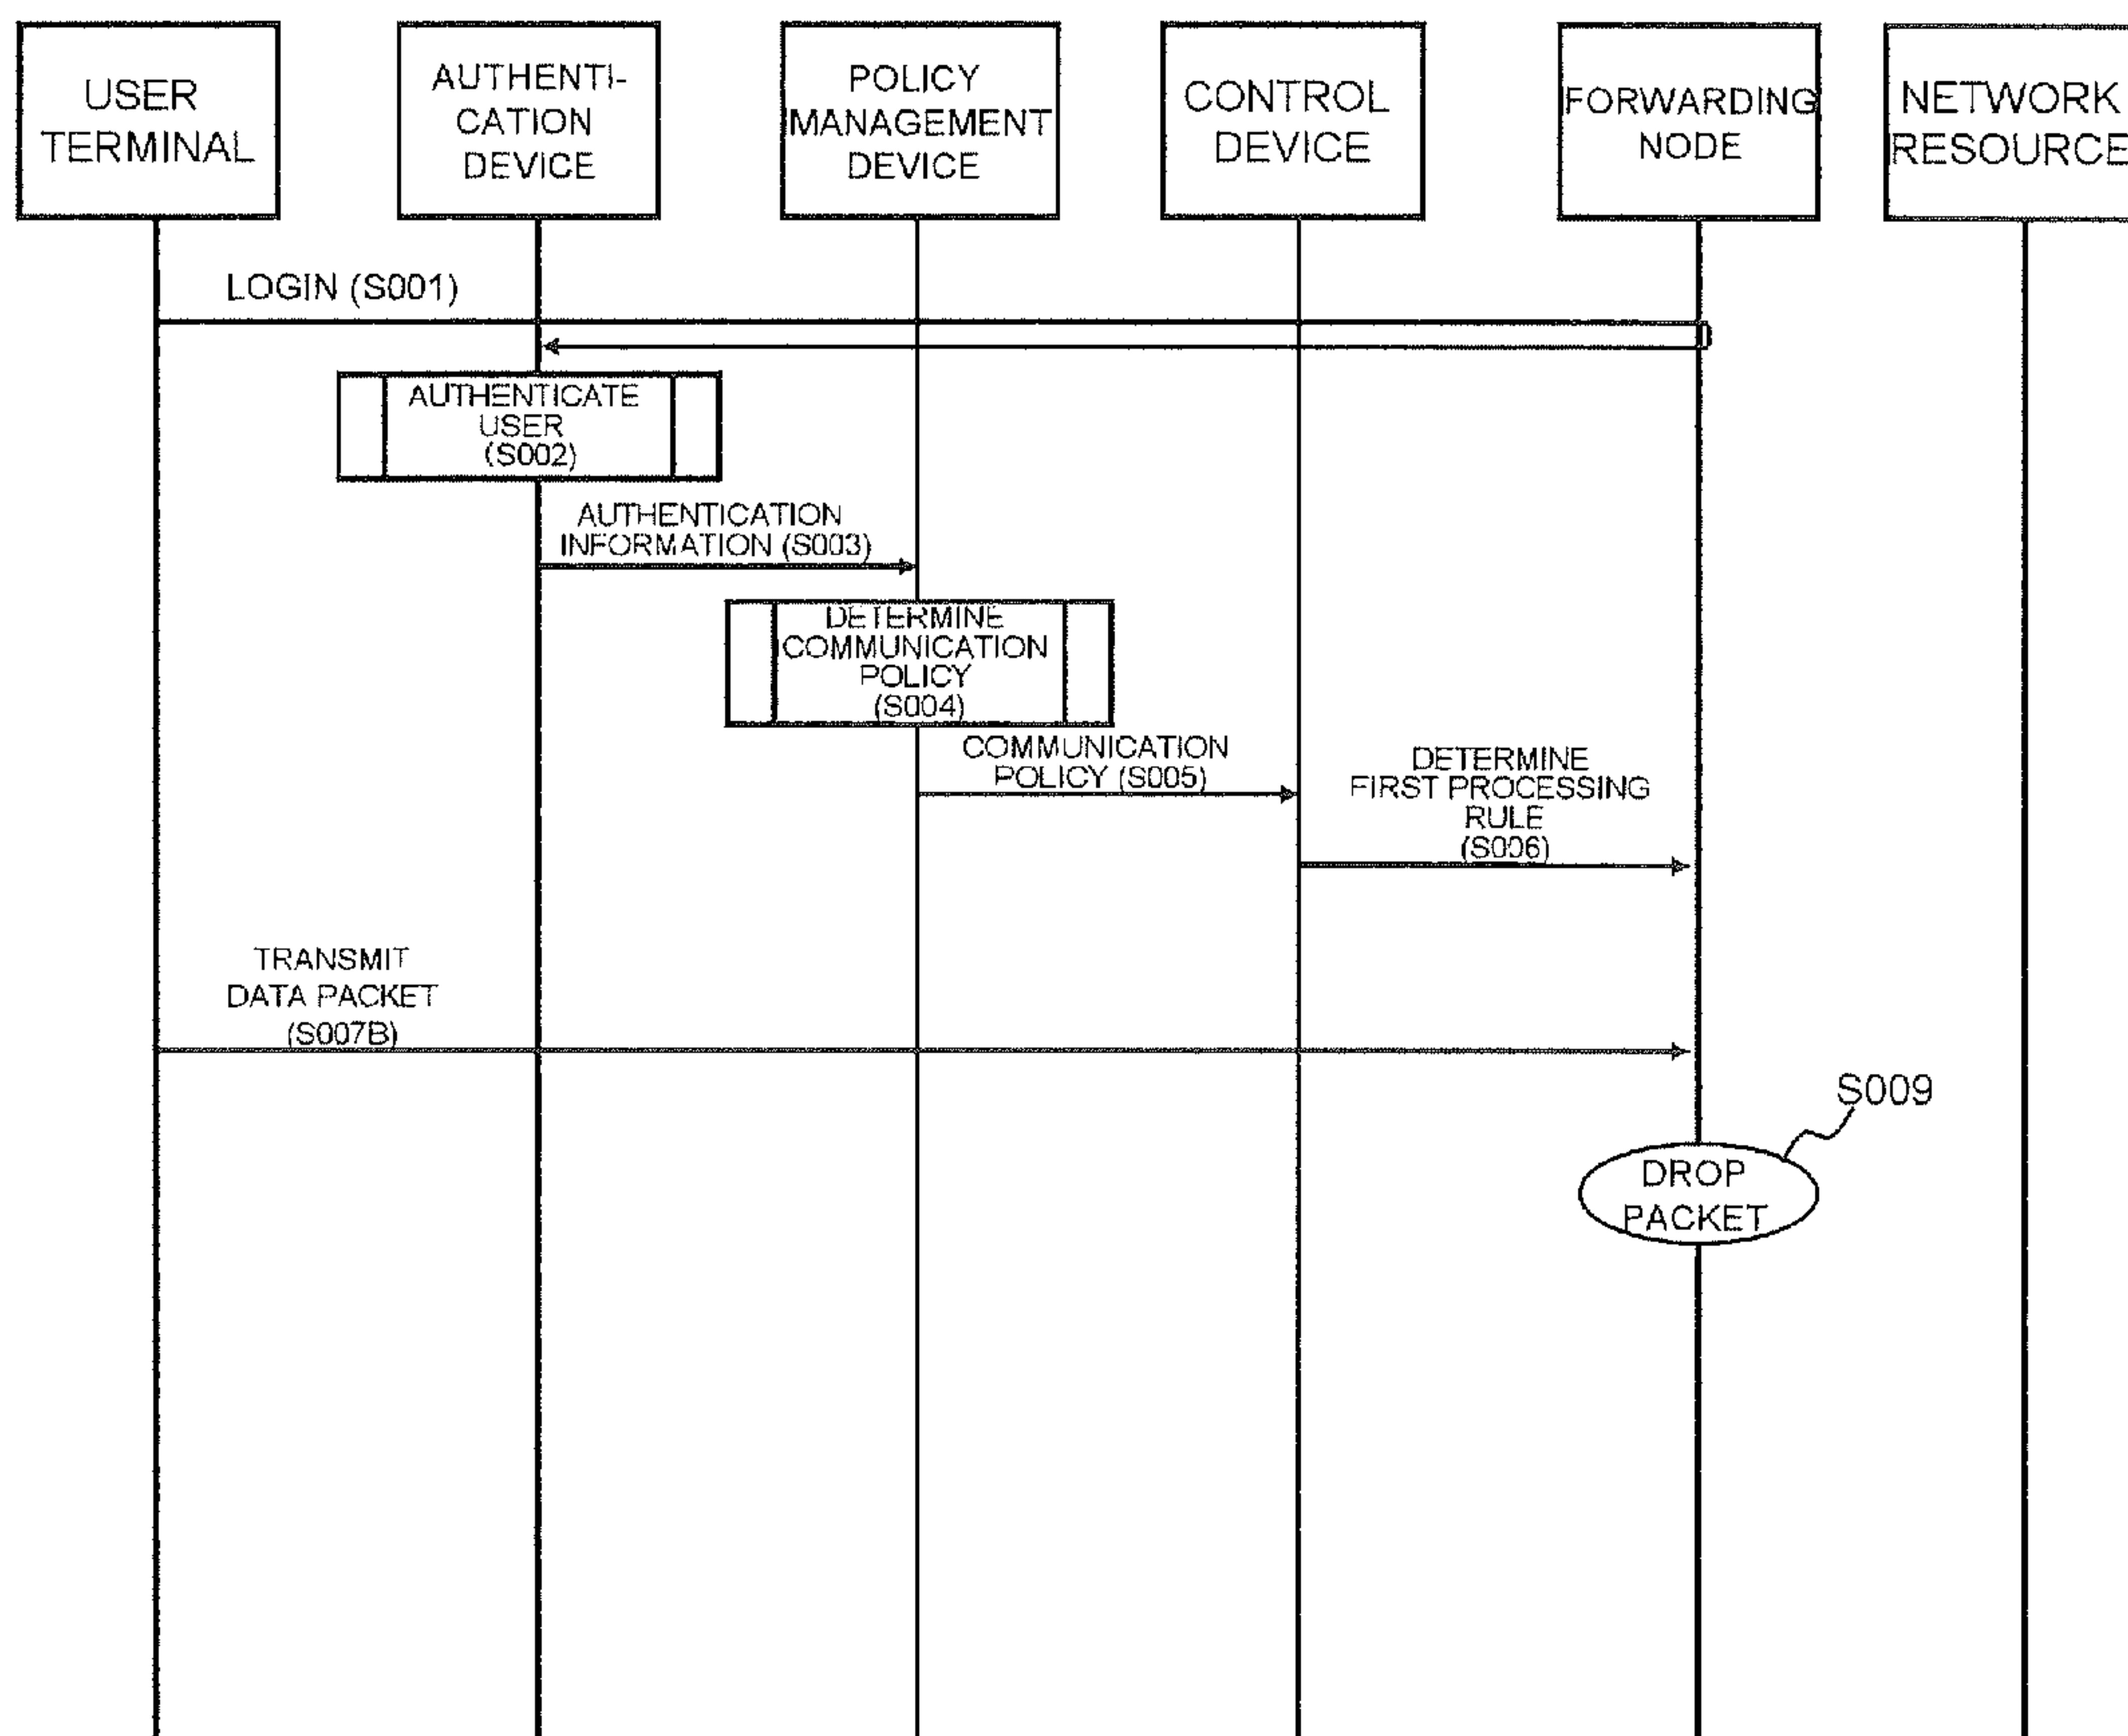 USER
TERMINAL
AUTHENTI-
CATION
DEVICE
POLICY
MANAGEMENT
DEVICE
CONTROL
DEVICE
FORWARDING
NODE
NETWORK
RESOURCE
LOGIN (S001)
AUTHENTICATE
USER
(S002)
AUTHENTICATION
INFORMATION (S003)
DETERMINE
COMMUNICATION
POLICY
(S004)
COMMUNICATION
POLICY (S005)
DETERMINE
FIRST PROCESSING
RULE
(S006)
TRANSMIT
DATA PACKET
(S007B)
S009
DROP
PACKET